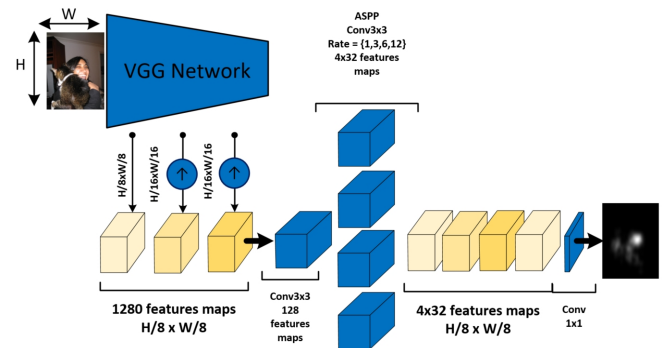 W
H
VGG Network
ASPP
Conv3x3
Rate = {1,3,6,12}
4x32 features
maps
H/8xW/8
H/16xW/16
H/16xW/16
1280 features maps
H/8 x W/8
Conv3x3
128
features
maps
4x32 features maps
H/8 x W/8
Conv
1x1